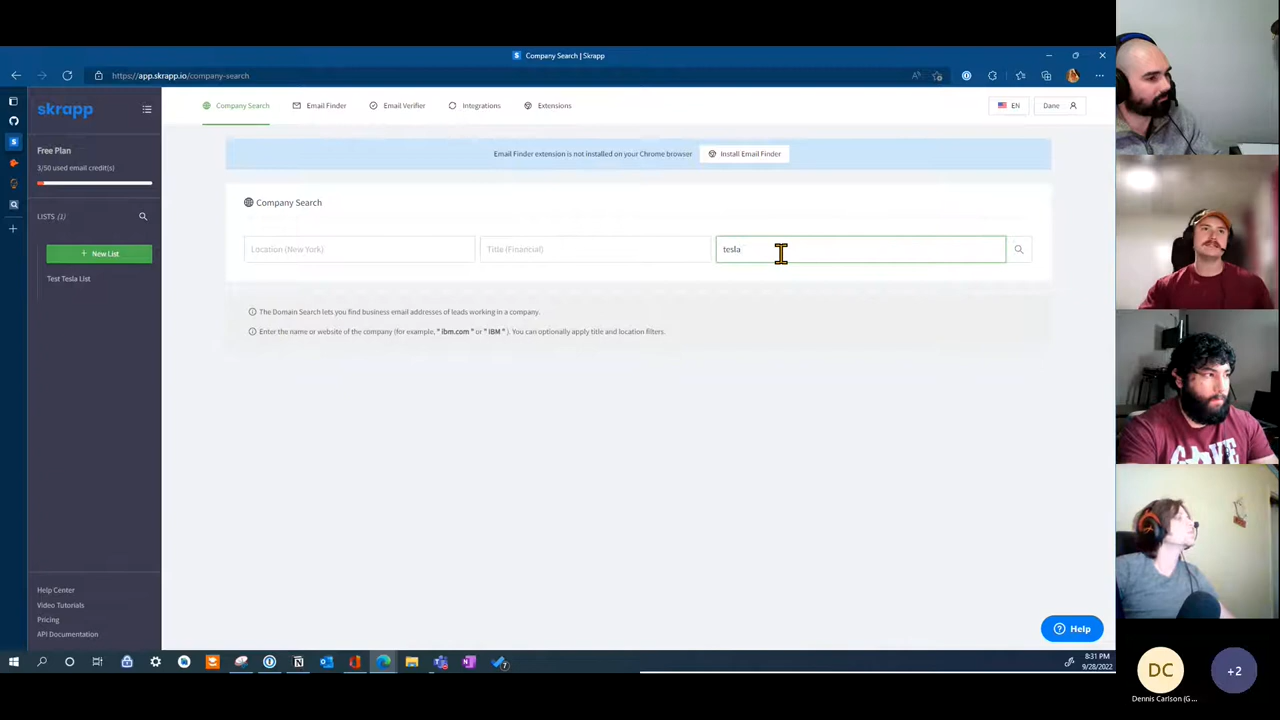 Company Search | Skrapp
https://app.skrapp.io/company-search
skrapp
Company Search
Email Finder
Email Verifier
Integrations
Extensions
EN
Dane
Free Plan
3/50 used email credit(s)
Email Finder extension is not installed on your Chrome browser
Install Email Finder
LISTS (1)
+ New List
Test Tesla List
Company Search
Location (New York)
Title (Financial)
tesla
The Domain Search lets you find business email addresses of leads working in a company.
Enter the name or website of the company (for example, " ibm.com " or " IBM " ). You can optionally apply title and location filters.
Help Center
Video Tutorials
Pricing
API Documentation
Help
7
8:31 PM
9/28/2022
DC
+2
Dennis Carlson (G...